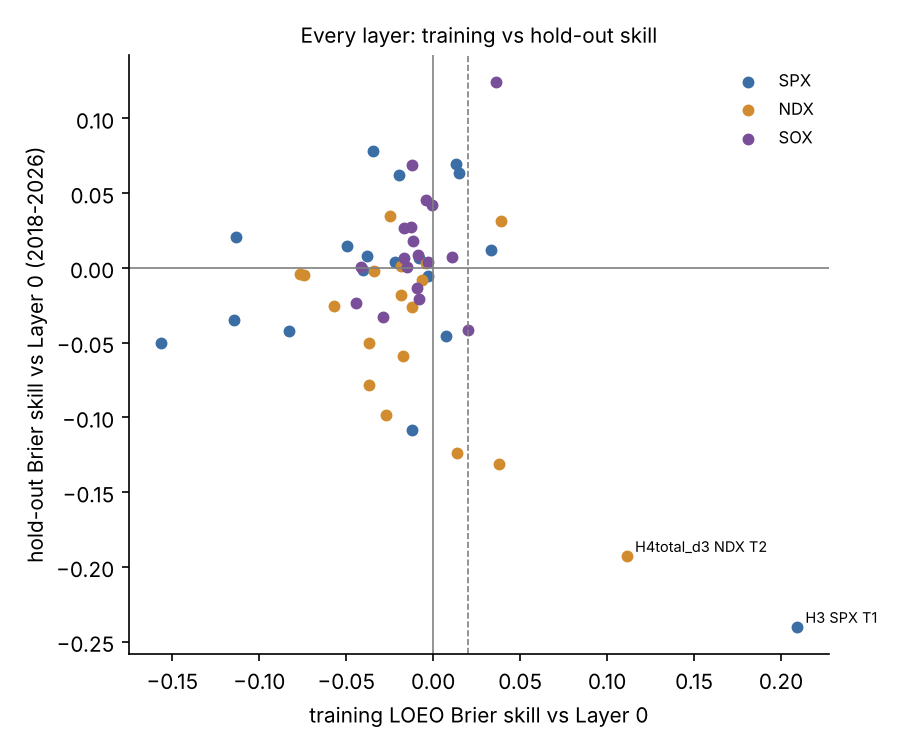 Every layer: training vs hold-out skill
SPX
NDX
SOX
hold-out Brier skill vs Layer 0 (2018-2026)
0.10
0.05
0.00
−0.05
−0.10
−0.15
−0.20
−0.25
H4total_d3 NDX T2
H3 SPX T1
−0.15 −0.10 −0.05 0.00 0.05 0.10 0.15 0.20
training LOEO Brier skill vs Layer 0